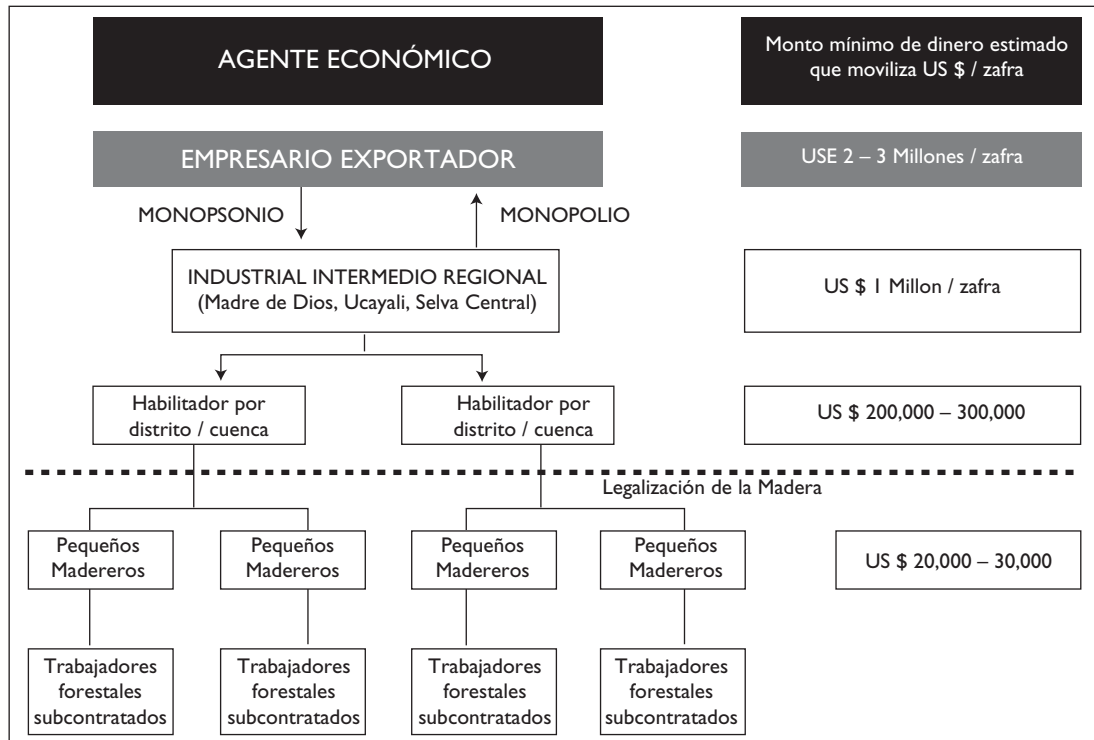 AGENTE ECONÓMICO
Monto mínimo de dinero estimado
que moviliza US $ / zafra
EMPRESARIO EXPORTADOR
USE 2 – 3 Millones / zafra
MONOPSONIO
MONOPOLIO
INDUSTRIAL INTERMEDIO REGIONAL
(Madre de Dios, Ucayali, Selva Central)
US $ 1 Millon / zafra
Habilitador por
distrito / cuenca
Habilitador por
distrito / cuenca
US $ 200,000 – 300,000
Legalización de la Madera
Pequeños
Madereros
Pequeños
Madereros
Pequeños
Madereros
Pequeños
Madereros
US $ 20,000 – 30,000
Trabajadores
forestales
subcontratados
Trabajadores
forestales
subcontratados
Trabajadores
forestales
subcontratados
Trabajadores
forestales
subcontratados